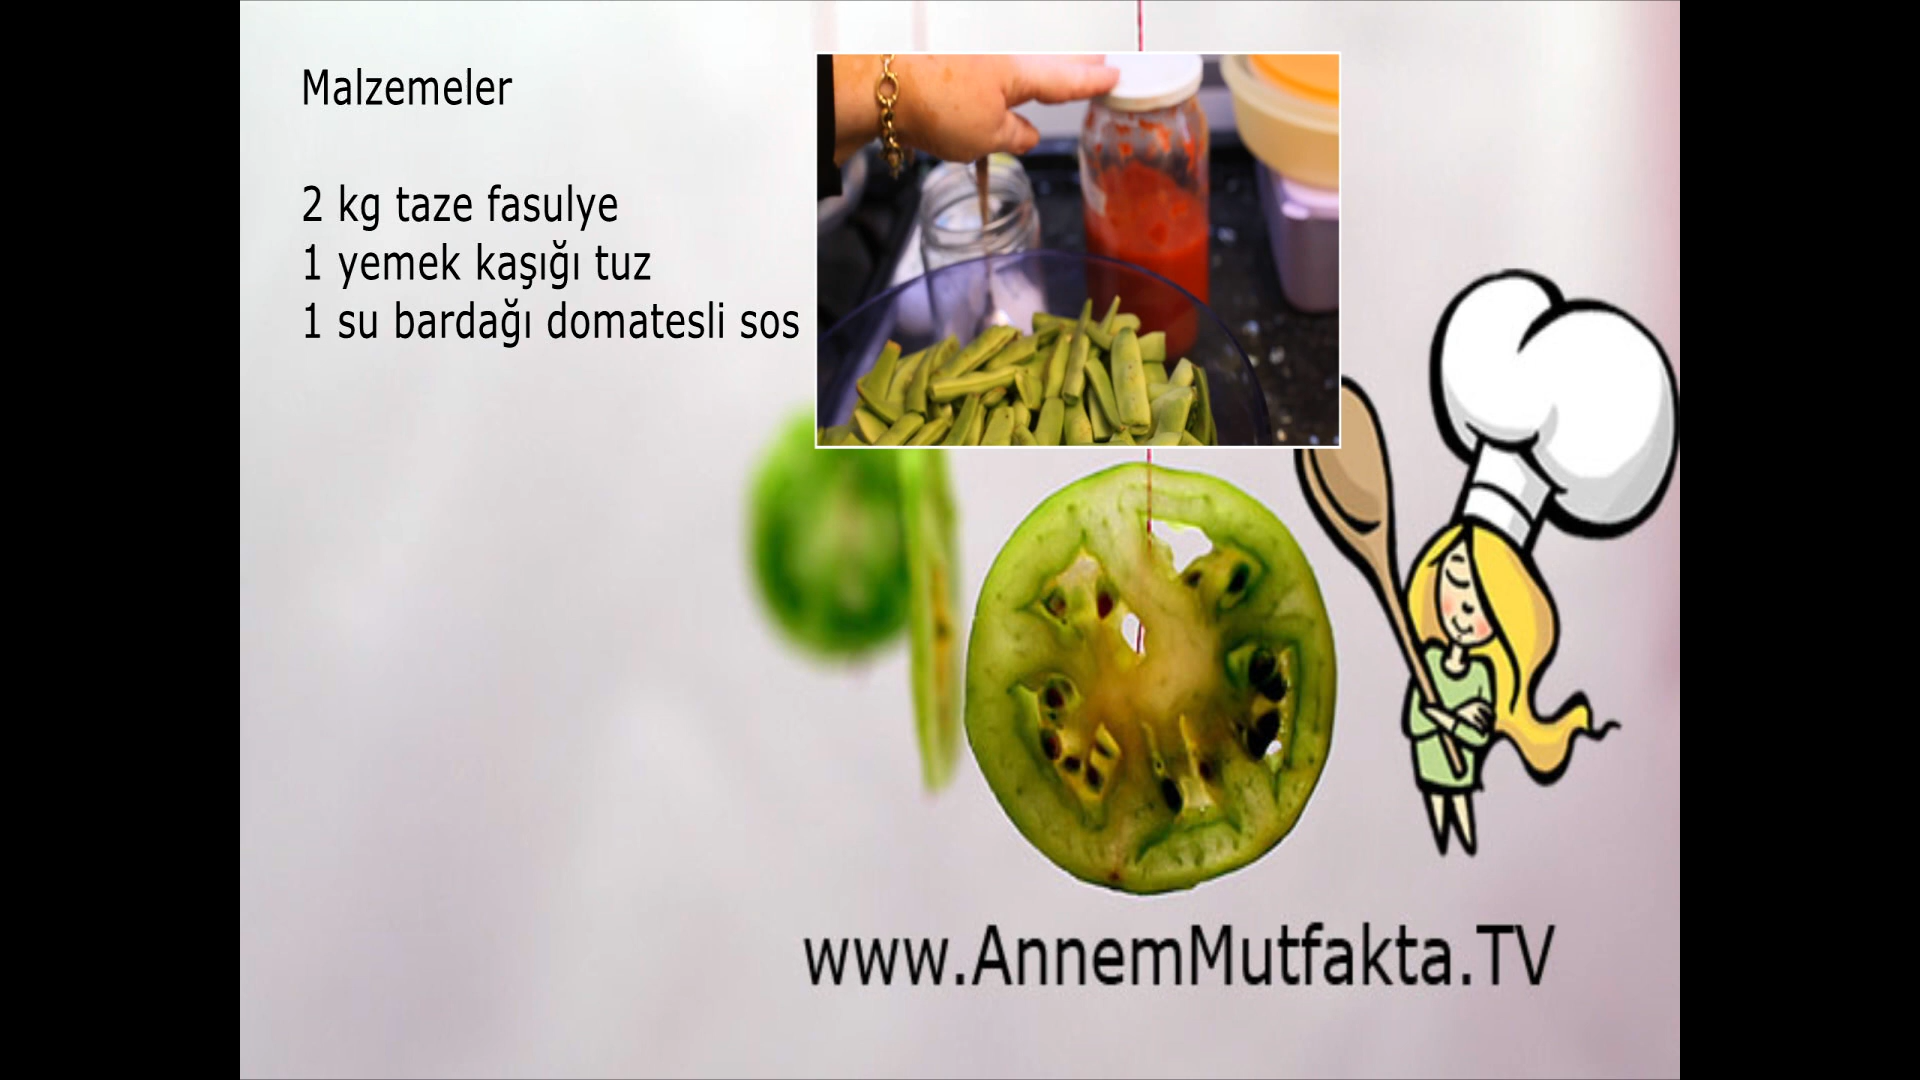 Malzemeler
2 kg taze fasulye
1 yemek kaşığı tuz
1 su bardağı domatesli sos
www.AnnemMutfakta.TV